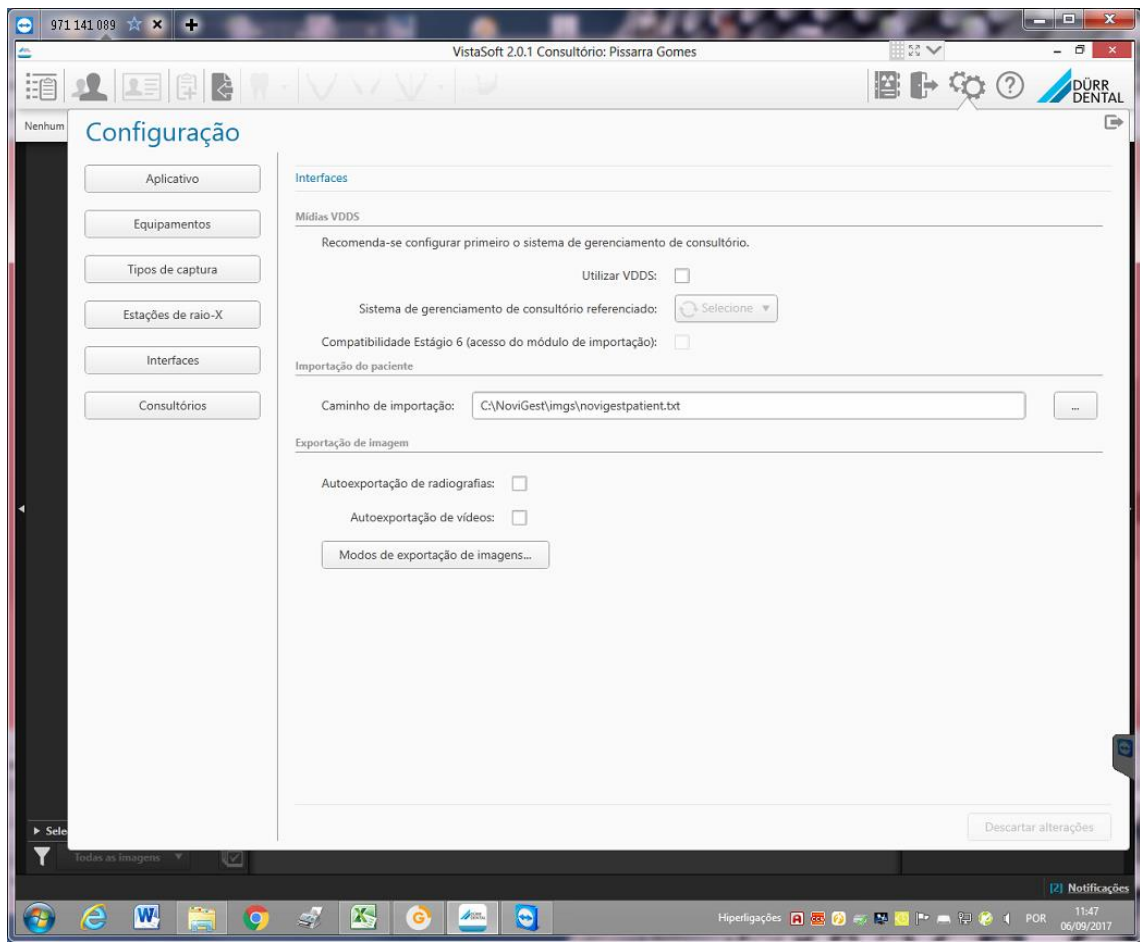 971 141 089
VistaSoft 2.0.1 Consultório: Pissarra Gomes
DÜRR
DENTAL
Nenhum
Configuração
Aplicativo
Equipamentos
Tipos de captura
Estações de raio-X
Interfaces
Consultórios
Interfaces
Mídias VDDS
Recomenda-se configurar primeiro o sistema de gerenciamento de consultório.
Utilizar VDDS:
Sistema de gerenciamento de consultório referenciado: Selecione
Compatibilidade Estágio 6 (acesso do módulo de importação):
Importação do paciente
Caminho de importação: C:\NoviGest\imgs\novigestpatient.txt ...
Exportação de imagem
Autoexportação de radiografias:
Autoexportação de vídeos:
Modos de exportação de imagens...
Descartar alterações
Sele
Todas as imagens
[2] Notificações
Hiperligações POR 11:47
06/09/2017